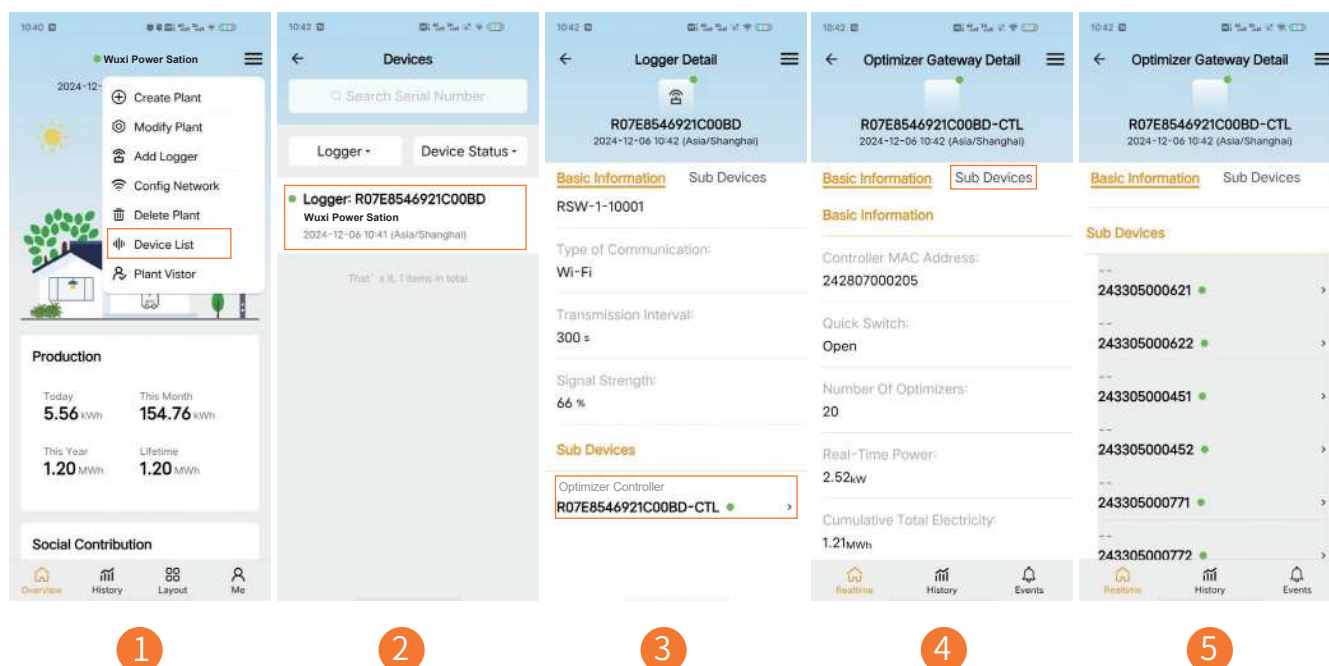 10:40
Wuxi Power Sation
2024-12-
Create Plant
Modify Plant
Add Logger
Config Network
Delete Plant
Device List
Plant Vistor
Production
Today
5.56 kWh
This Month
154.76 kWh
This Year
1.20 MWh
Lifetime
1.20 MWh
Social Contribution
Overview
History
Layout
Me
1
10:42
Devices
Search Serial Number
Logger
Device Status
Logger: R07E8546921C00BD
Wuxi Power Sation
2024-12-06 10:41 (Asia/Shanghai)
That's it, 1 items in total
2
10:42
Logger Detail
R07E8546921C00BD
2024-12-06 10:42 (Asia/Shanghai)
Basic Information Sub Devices
RSW-1-10001
Type of Communication:
Wi-Fi
Transmission Interval:
300 s
Signal Strength:
66 %
Sub Devices
Optimizer Controller
R07E8546921C00BD-CTL
3
10:42
Optimizer Gateway Detail
R07E8546921C00BD-CTL
2024-12-06 10:42 (Asia/Shanghai)
Basic Information Sub Devices
Basic Information
Controller MAC Address:
242807000205
Quick Switch:
Open
Number Of Optimizers:
20
Real-Time Power:
2.52kW
Cumulative Total Electricity:
1.21MWh
Realtime
History
Events
4
10:42
Optimizer Gateway Detail
R07E8546921C00BD-CTL
2024-12-06 10:42 (Asia/Shanghai)
Basic Information Sub Devices
Sub Devices
--
243305000621
--
243305000622
--
243305000451
--
243305000452
--
243305000771
--
243305000772
Realtime
History
Events
5